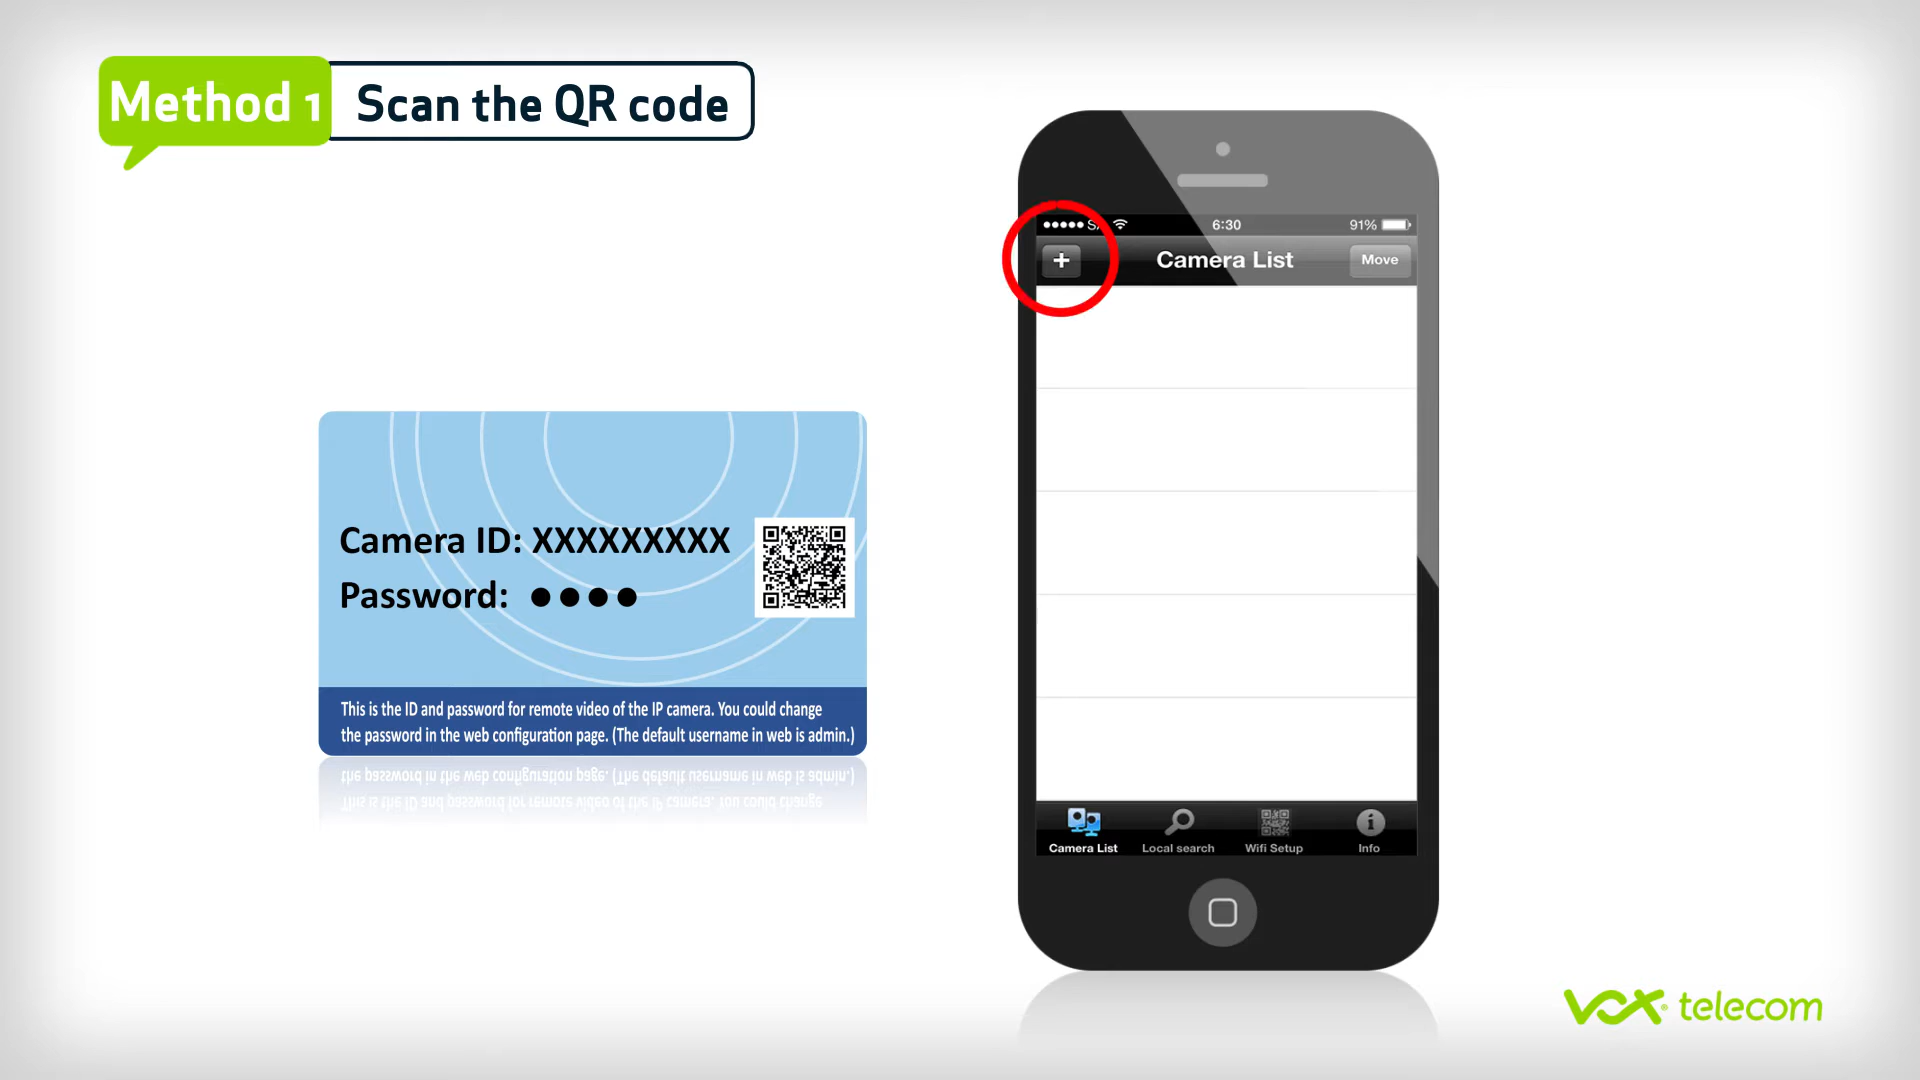 Method 1 Scan the QR code
6:30 91%
+ Camera List Move
Camera ID: XXXXXXXXX
Password: ●●●●
This is the ID and password for remote video of the IP camera. You could change
the password in the web configuration page. (The default username in web is admin.)
Camera List Local search Wifi Setup Info
VOX telecom